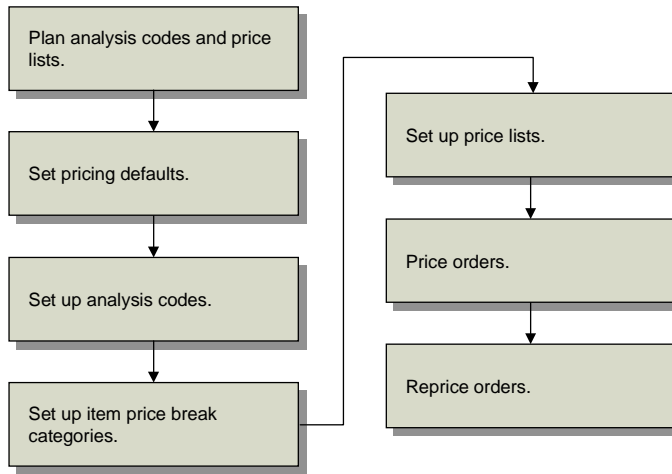 Plan analysis codes and price
lists.
Set pricing defaults.
Set up analysis codes.
Set up item price break
categories.
Set up price lists.
Price orders.
Reprice orders.